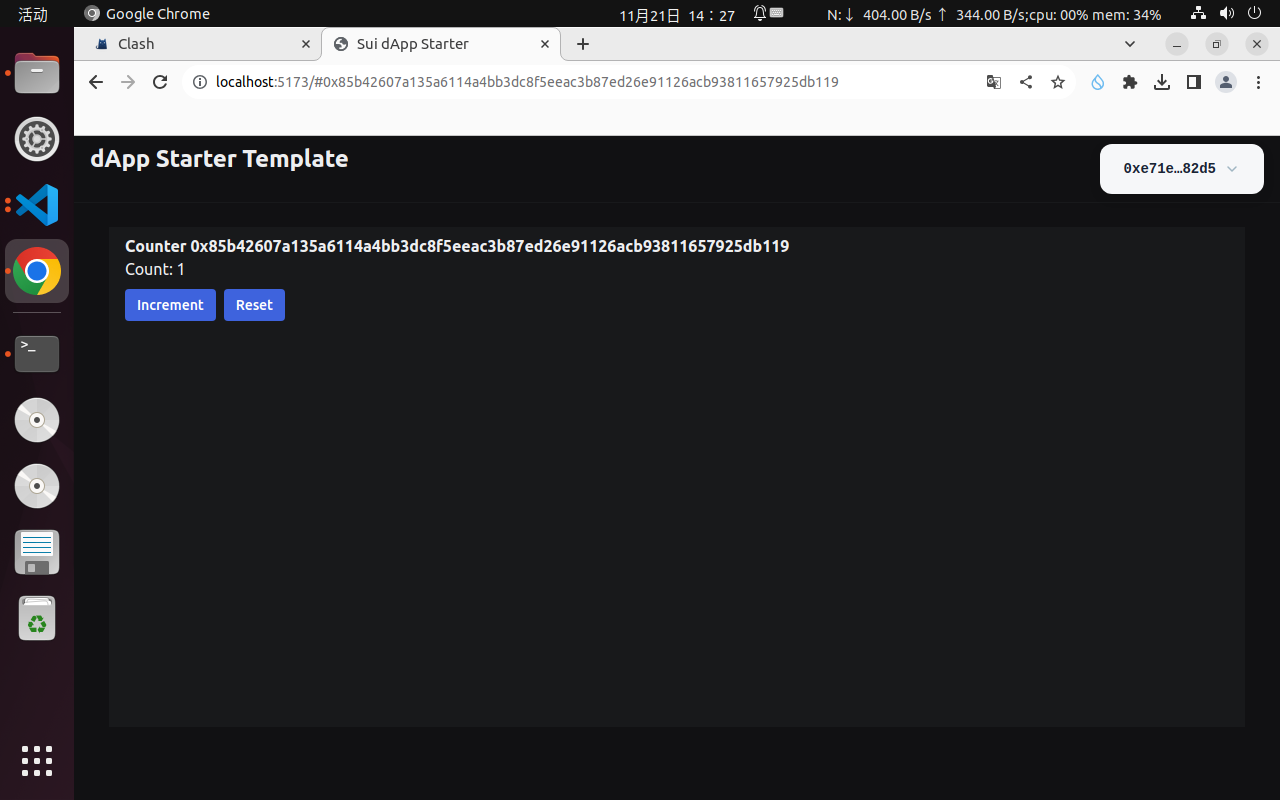 活动
Google Chrome
11月21日 14：27
N:↓ 404.00 B/s ↑ 344.00 B/s;cpu: 00% mem: 34%
Clash
Sui dApp Starter
localhost:5173/#0x85b42607a135a6114a4bb3dc8f5eeac3b87ed26e91126acb93811657925db119
dApp Starter Template
0xe71e…82d5
Counter 0x85b42607a135a6114a4bb3dc8f5eeac3b87ed26e91126acb93811657925db119
Count: 1
Increment
Reset